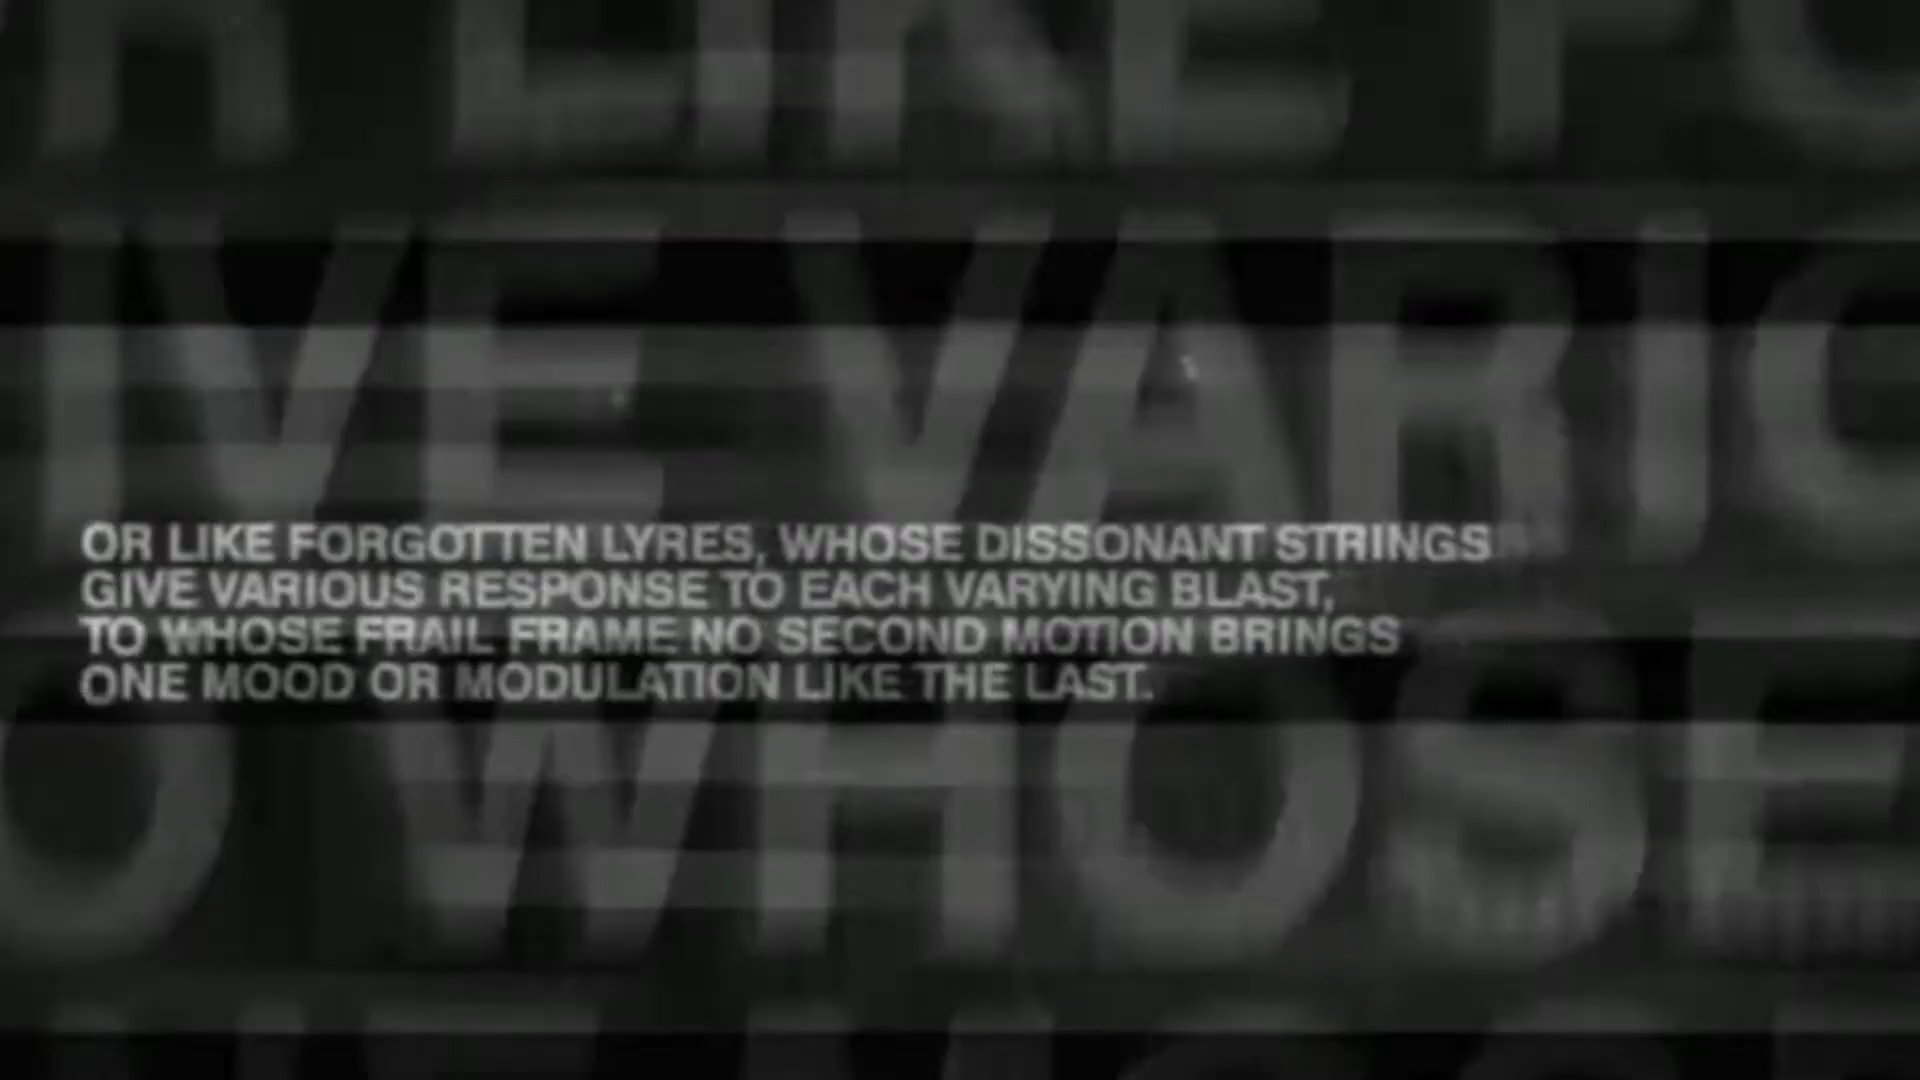 OR LIKE FORGOTTEN LYRES, WHOSE DISSONANT STRINGS
GIVE VARIOUS RESPONSE TO EACH VARYING BLAST,
TO WHOSE FRAIL FRAME NO SECOND MOTION BRINGS
ONE MOOD OR MODULATION LIKE THE LAST.